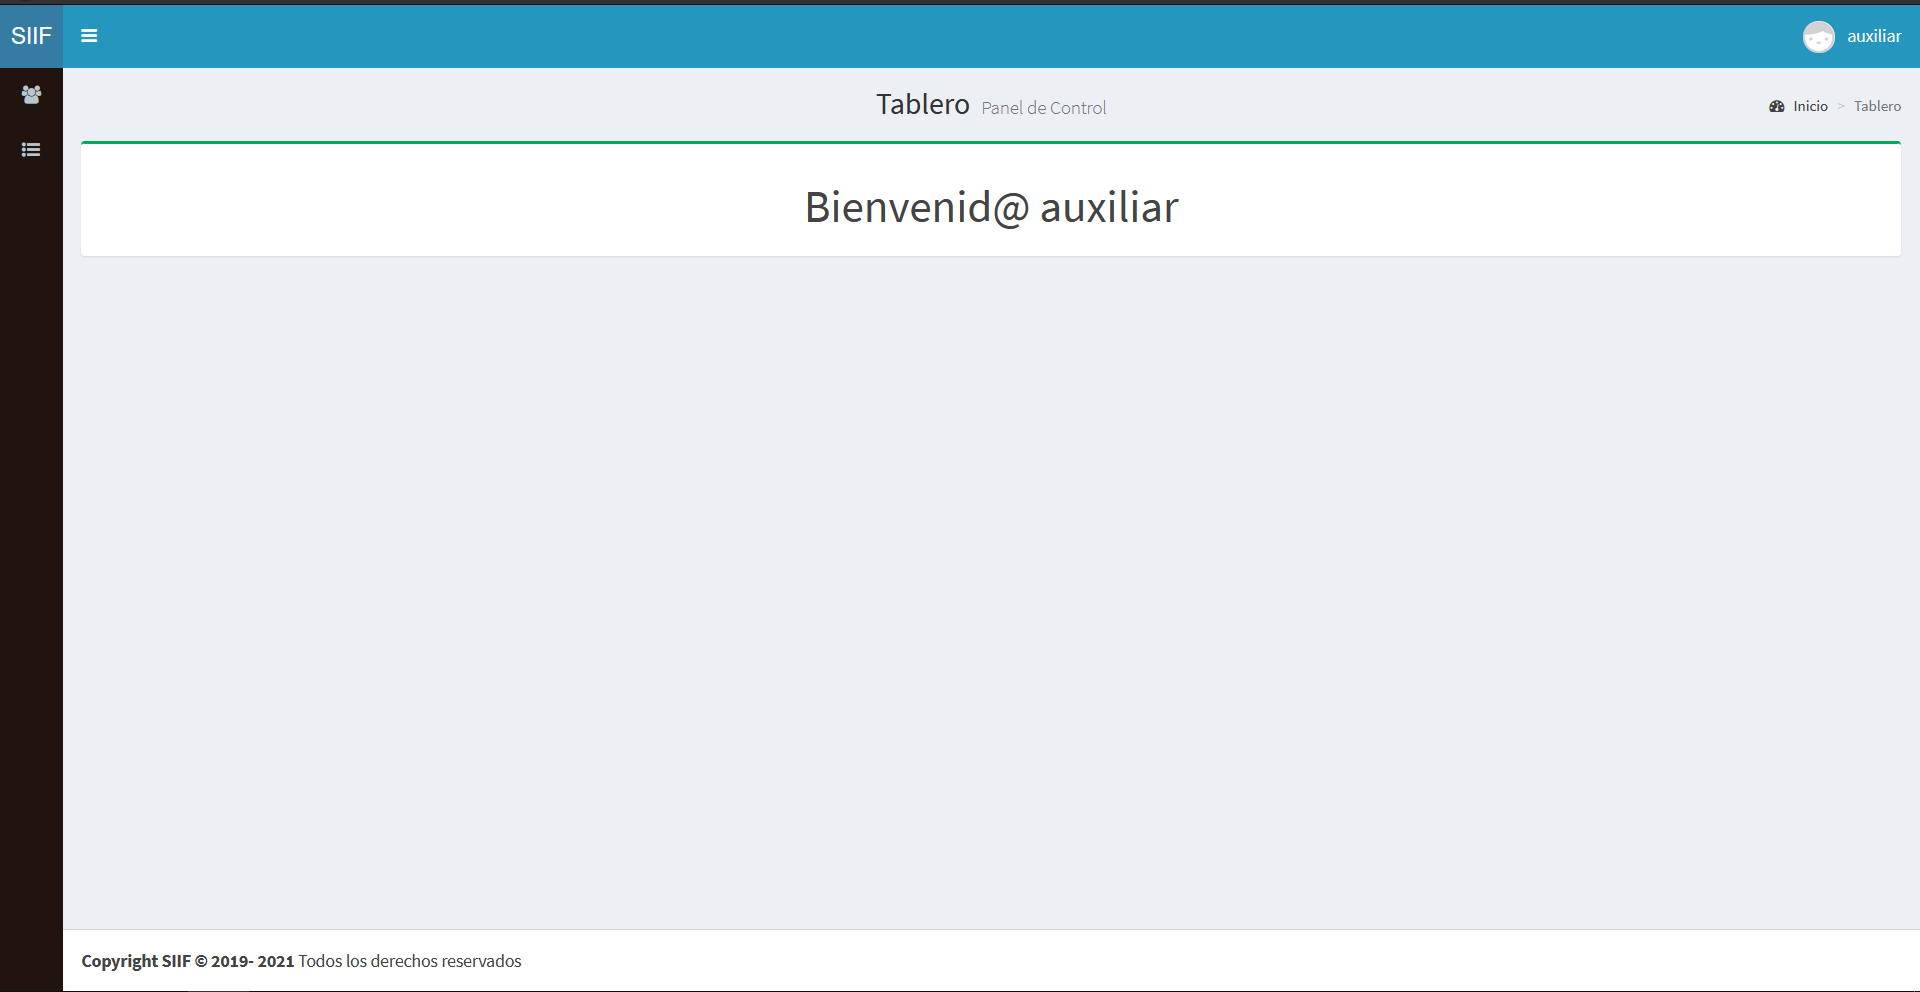 SIIF
auxiliar
Tablero Panel de Control
Inicio > Tablero
Bienvenid@ auxiliar
Copyright SIIF © 2019- 2021 Todos los derechos reservados